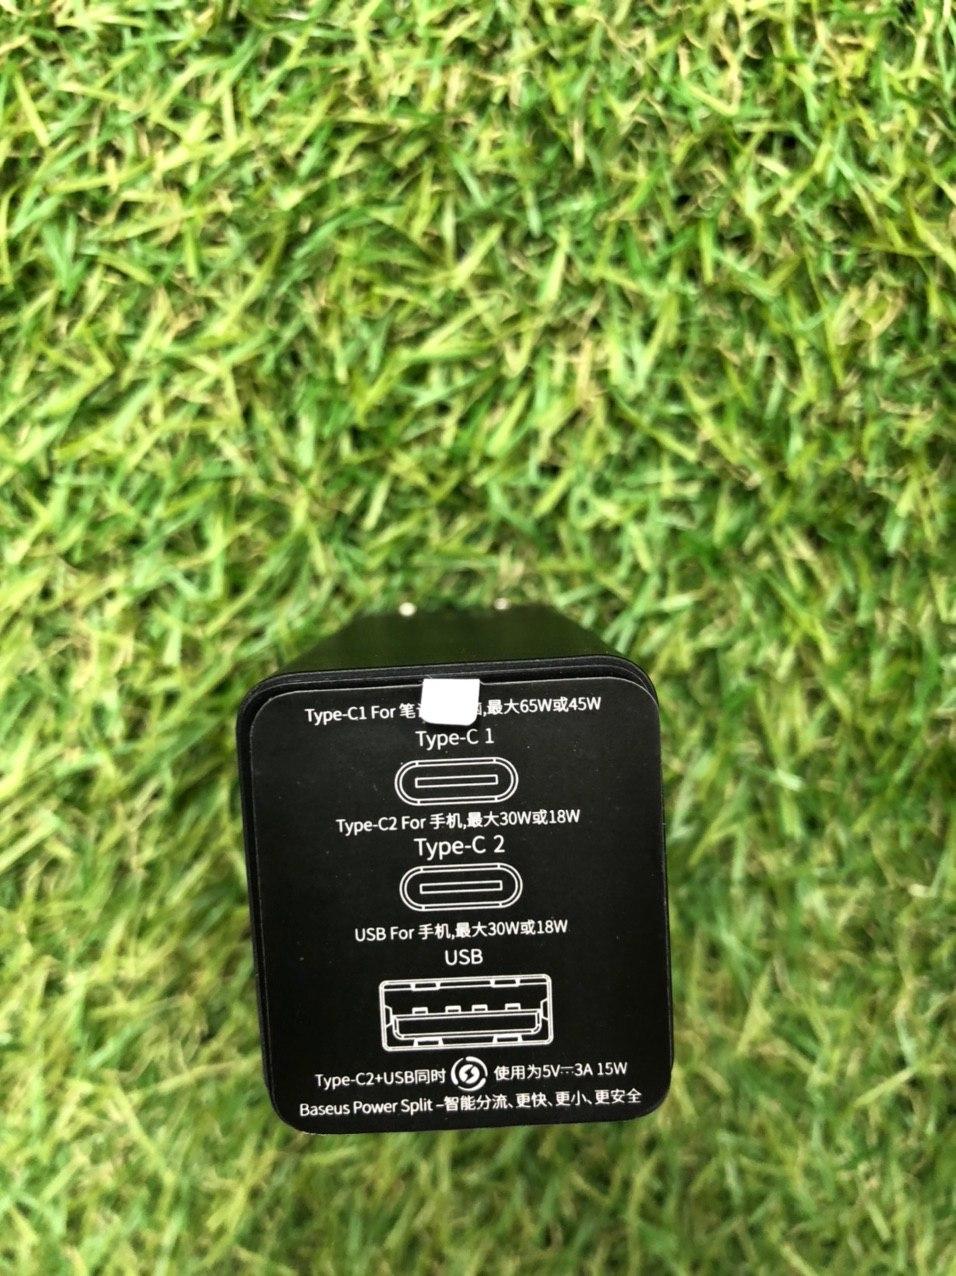 Type-C1 For 笔 ,最大65W或45W
Type-C 1
Type-C2 For 手机,最大30W或18W
Type-C 2
USB For 手机,最大30W或18W
USB
Type-C2+USB同时 使用为5V⎓3A 15W
Baseus Power Split –智能分流、更快、更小、更安全